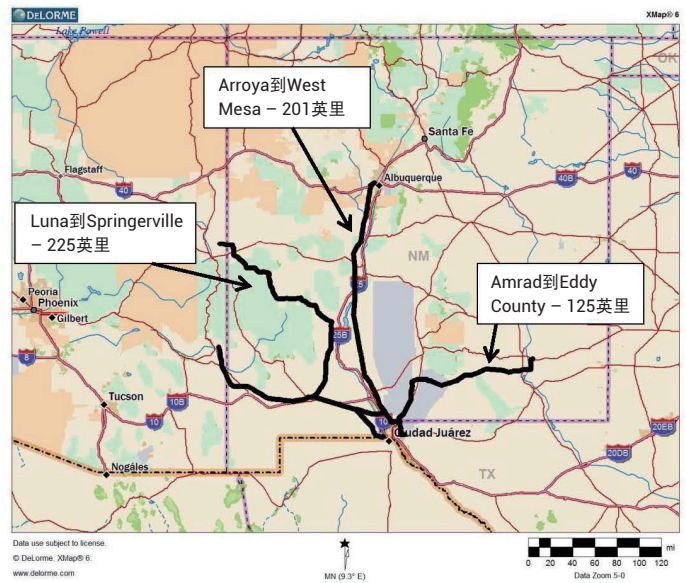 DELORME
XMap® 6
Lake Powell
OK
Arroya到West
Mesa – 201英里
Santa Fe
Flagstaff
40
Albuquerque
40B
40
Luna到Springerville
– 225英里
NM
Amrad到Eddy
County – 125英里
Peoria
Phoenix
Gilbert
25B
8
Tucson
10B
10
10
Ciudad Juárez
20EB
20DB
TX
Nogáles
Data use subject to license.
© DeLorme. XMap® 6.
www.delorme.com
MN (9.3° E)
mi
0 20 40 60 80 100 120
Data Zoom 5-0